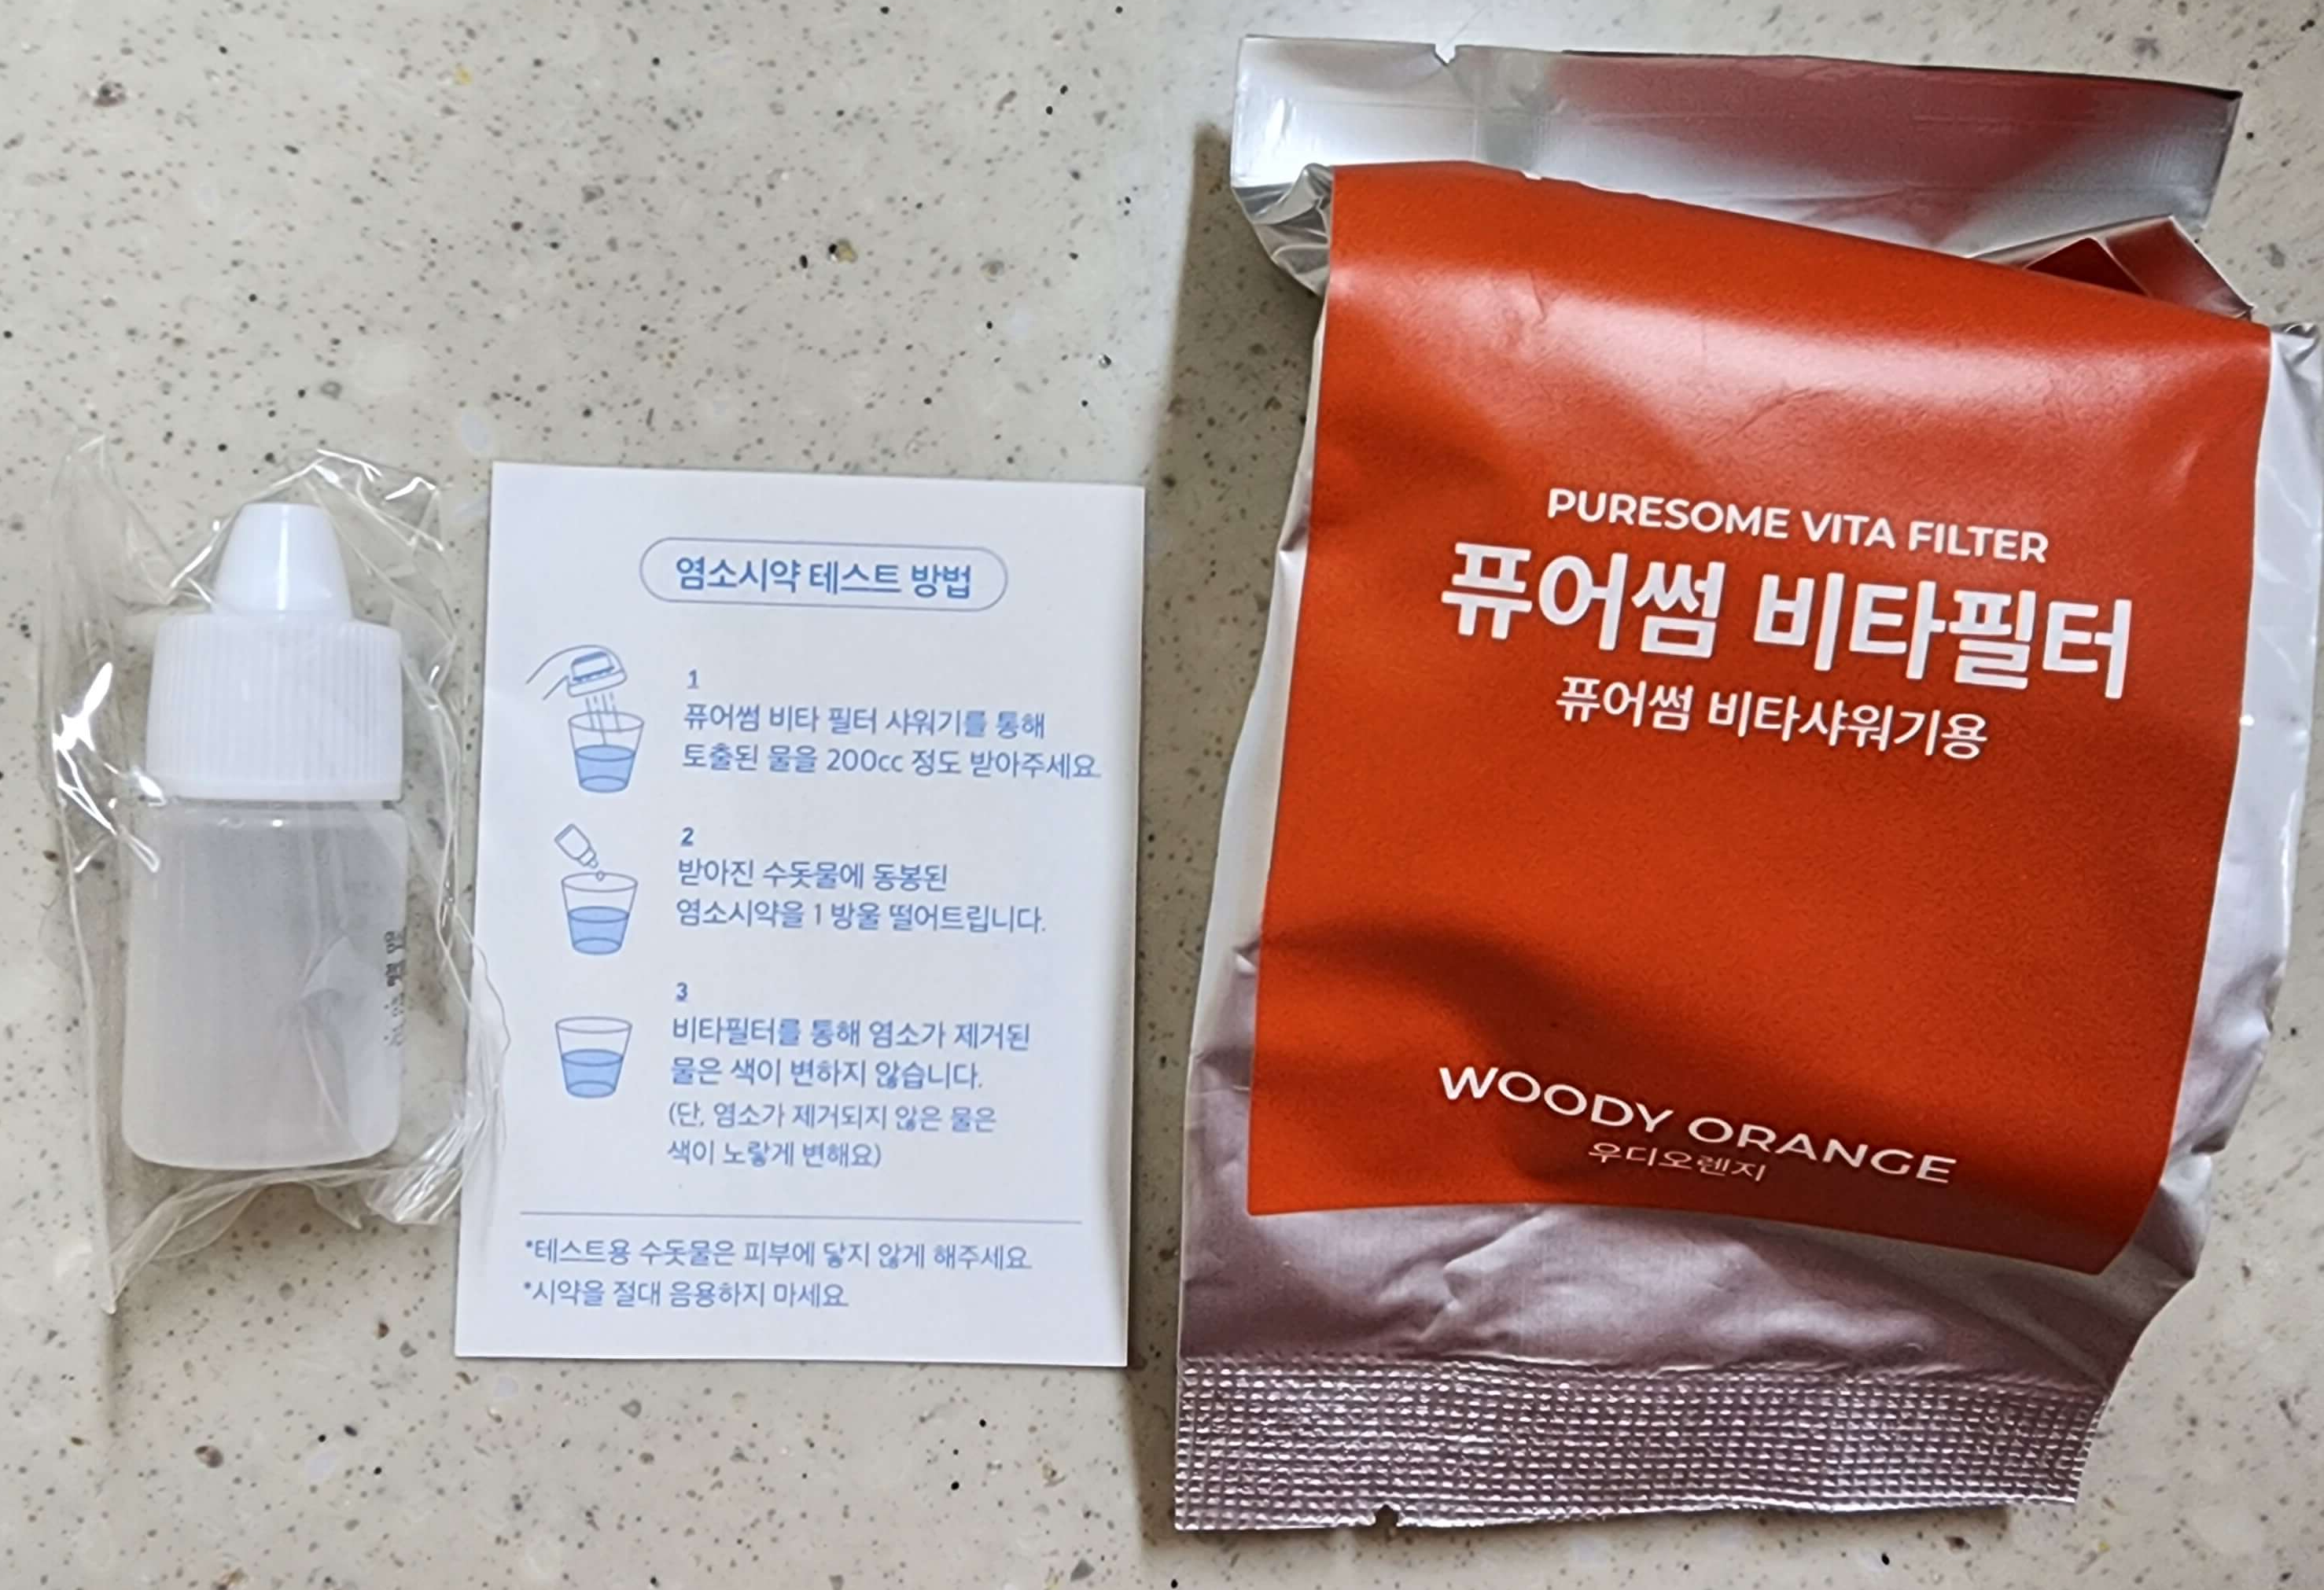 염소시약 테스트 방법
1
퓨어썸 비타 필터 샤워기를 통해
토출된 물을 200cc 정도 받아주세요.
2
받아진 수돗물에 동봉된
염소시약을 1 방울 떨어트립니다.
3
비타필터를 통해 염소가 제거된
물은 색이 변하지 않습니다.
(단, 염소가 제거되지 않은 물은
색이 노랗게 변해요)
*테스트용 수돗물은 피부에 닿지 않게 해주세요.
*시약을 절대 음용하지 마세요.
PURESOME VITA FILTER
퓨어썸 비타필터
퓨어썸 비타샤워기용
WOODY ORANGE
우디오렌지